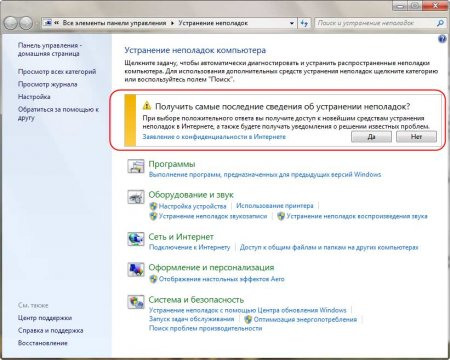 Все элементы панели управления ▸ Устранение неполадок
Поиск и устранение неполадок
Панель управления -
домашняя страница
Просмотр всех категорий
Просмотр журнала
Настройка
Обратиться за помощью к
другу
Устранение неполадок компьютера
Щелкните задачу, чтобы автоматически диагностировать и устранить распространенные неполадки
компьютера. Для использования дополнительных средств устранения неполадок щелкните категорию
или воспользуйтесь полем "Поиск".
Получить самые последние сведения об устранении неполадок?
При выборе положительного ответа вы получите доступ к новейшим средствам устранения
неполадок в Интернете, а также будете получать уведомления о решении известных проблем.
Заявление о конфиденциальности в Интернете
Да
Нет
Программы
Выполнение программ, предназначенных для предыдущих версий Windows
Оборудование и звук
Настройка устройства
Использование принтера
Устранение неполадок звукозаписи
Устранение неполадок воспроизведения звука
Сеть и Интернет
Подключение к Интернету
Доступ к общим файлам и папкам на других компьютерах
Оформление и персонализация
Отображение настольных эффектов Aero
Система и безопасность
Устранение неполадок с помощью Центра обновления Windows
Запуск задач обслуживания
Оптимизация энергопотребления
Поиск проблем производительности
См. также
Центр поддержки
Справка и поддержка
Восстановление